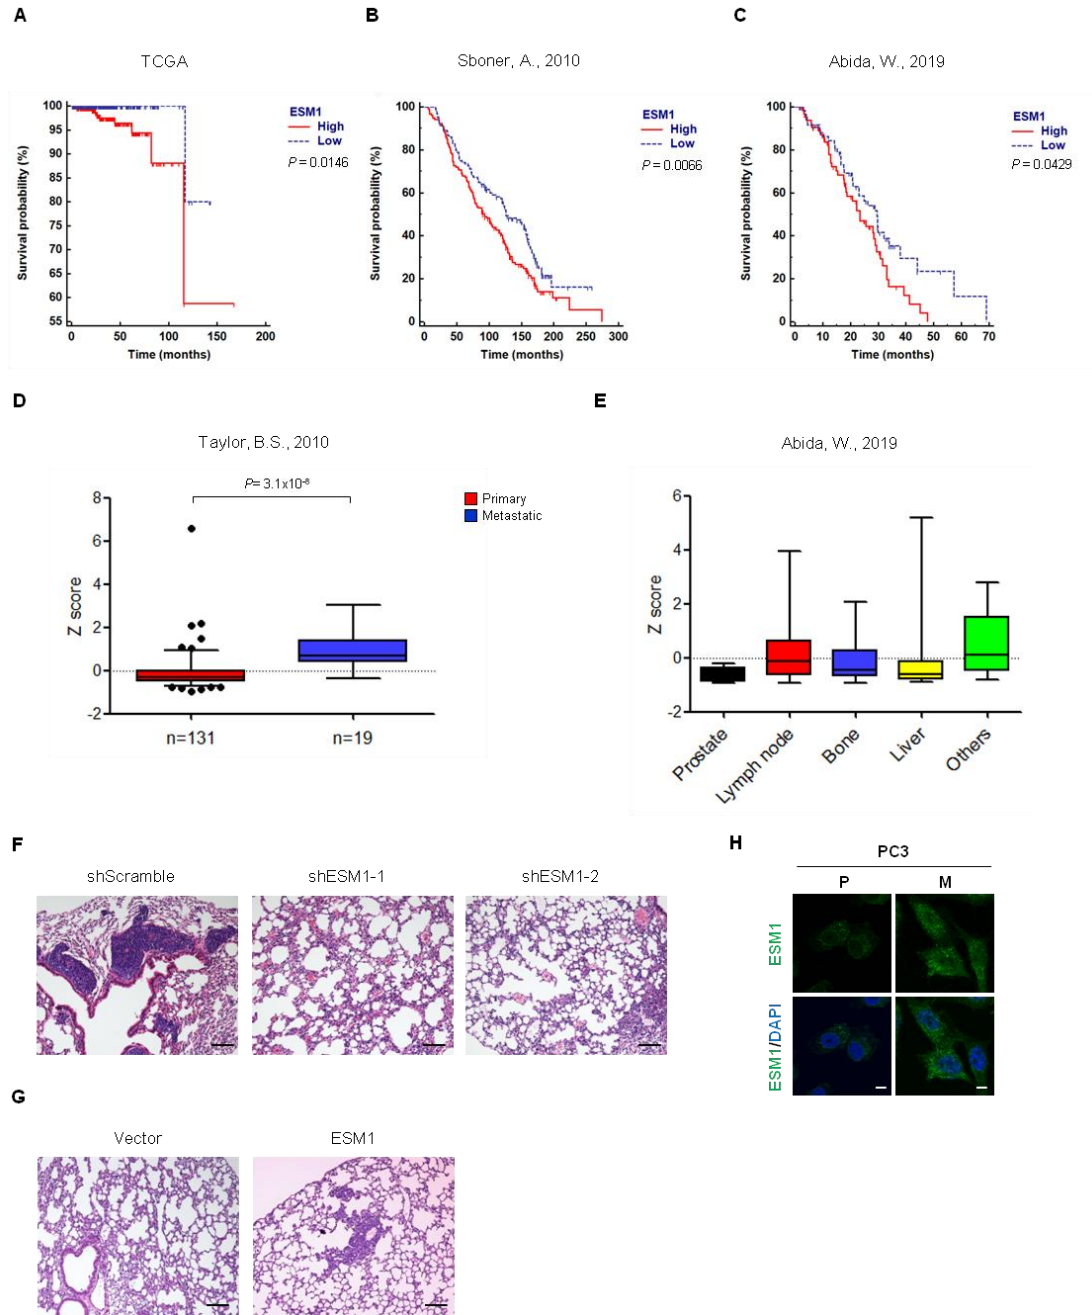 A
TCGA
100
95
90
85
80
75
70
65
60
55
Survival probability (%)
0 50 100 150 200
Time (months)
ESM1
High
Low
P = 0.0146
B
Sboner, A., 2010
100
80
60
40
20
0
Survival probability (%)
0 50 100 150 200 250 300
Time (months)
ESM1
High
Low
P = 0.0066
C
Abida, W., 2019
100
80
60
40
20
0
Survival probability (%)
0 10 20 30 40 50 60 70
Time (months)
ESM1
High
Low
P = 0.0429
D
Taylor, B.S., 2010
P= 3.1x10⁻⁸
8
6
4
2
0
-2
Z score
n=131 n=19
Primary
Metastatic
E
Abida, W., 2019
6
4
2
0
-2
Z score
Prostate
Lymph node
Bone
Liver
Others
F
shScramble shESM1-1 shESM1-2
G
Vector ESM1
H
PC3
P M
ESM1
ESM1/DAPI